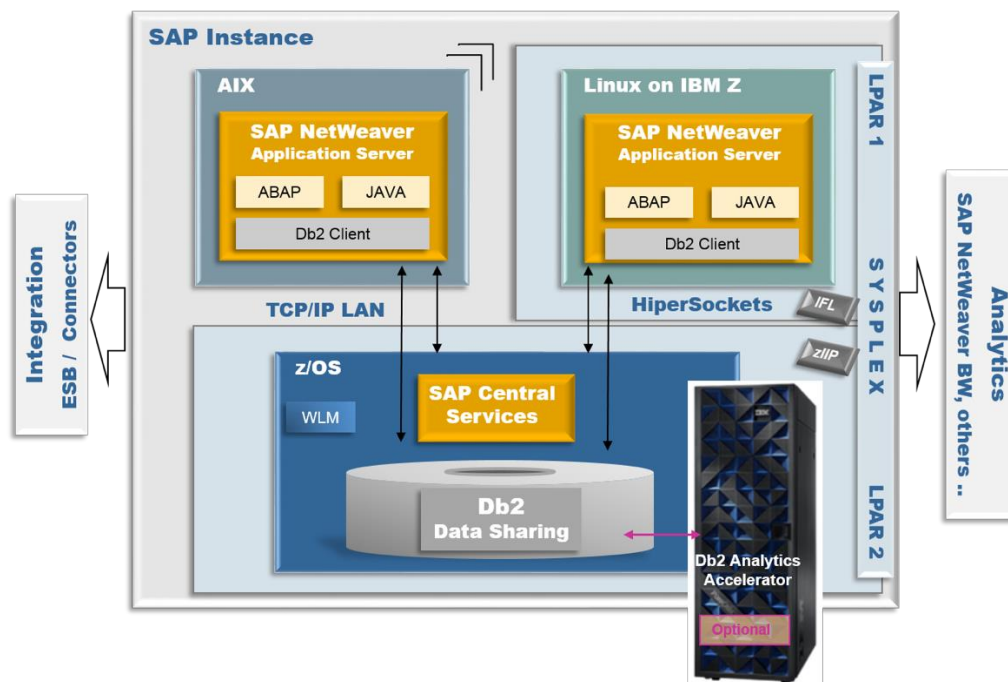 SAP Instance
AIX
SAP NetWeaver
Application Server
ABAP
JAVA
Db2 Client
Linux on IBM Z
SAP NetWeaver
Application Server
ABAP
JAVA
Db2 Client
LPAR 1
SYSPLEX
LPAR 2
TCP/IP LAN
HiperSockets
IFL
zIIP
z/OS
WLM
SAP Central
Services
Db2
Data Sharing
IBM
Db2 Analytics
Accelerator
Optional
Integration
ESB / Connectors
Analytics
SAP NetWeaver BW, others ..